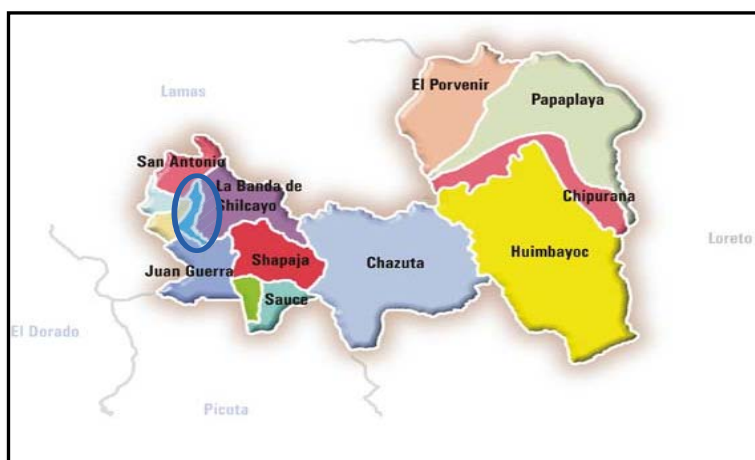 El Porvenir
Papaplaya
Lamas
San Antonio
La Banda de
Shilcayo
Chipurana
Loreto
Huimbayoc
Juan Guerra
Shapaja
Chazuta
Sauce
El Dorado
Picuta